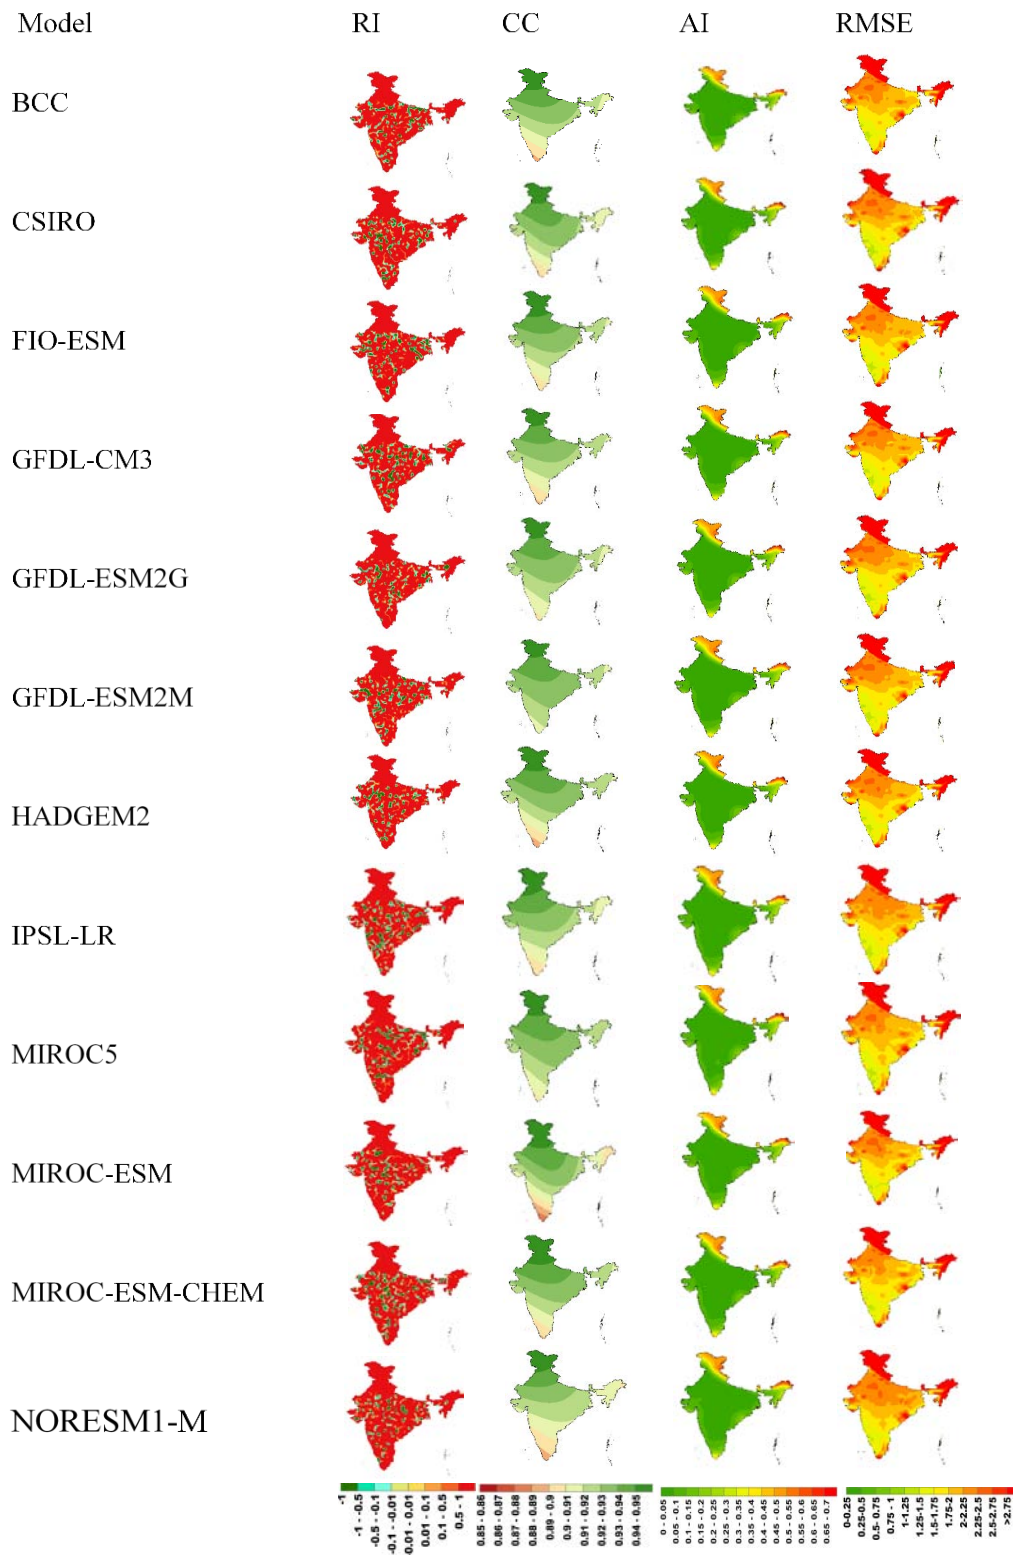 Model RI CC AI RMSE
BCC
CSIRO
FIO-ESM
GFDL-CM3
GFDL-ESM2G
GFDL-ESM2M
HADGEM2
IPSL-LR
MIROC5
MIROC-ESM
MIROC-ESM-CHEM
NORESM1-M
-1
-1 - -0.5
-0.5 - -0.1
-0.1 - -0.01
-0.01 - 0.01
0.01 - 0.1
0.1 - 0.5
0.5 - 1
0.85 - 0.86
0.86 - 0.87
0.87 - 0.88
0.88 - 0.89
0.89 - 0.9
0.9 - 0.91
0.91 - 0.92
0.92 - 0.93
0.93 - 0.94
0.94 - 0.95
0 - 0.05
0.05 - 0.1
0.1 - 0.15
0.15 - 0.2
0.2 - 0.25
0.25 - 0.3
0.3 - 0.35
0.35 - 0.4
0.4 - 0.45
0.45 - 0.5
0.5 - 0.55
0.55 - 0.6
0.6 - 0.65
0.65 - 0.7
0-0.25
0.25-0.5
0.5- 0.75
0.75 - 1
1-1.25
1.25-1.5
1.5-1.75
1.75-2
2-2.25
2.25-2.5
2.5-2.75
>2.75